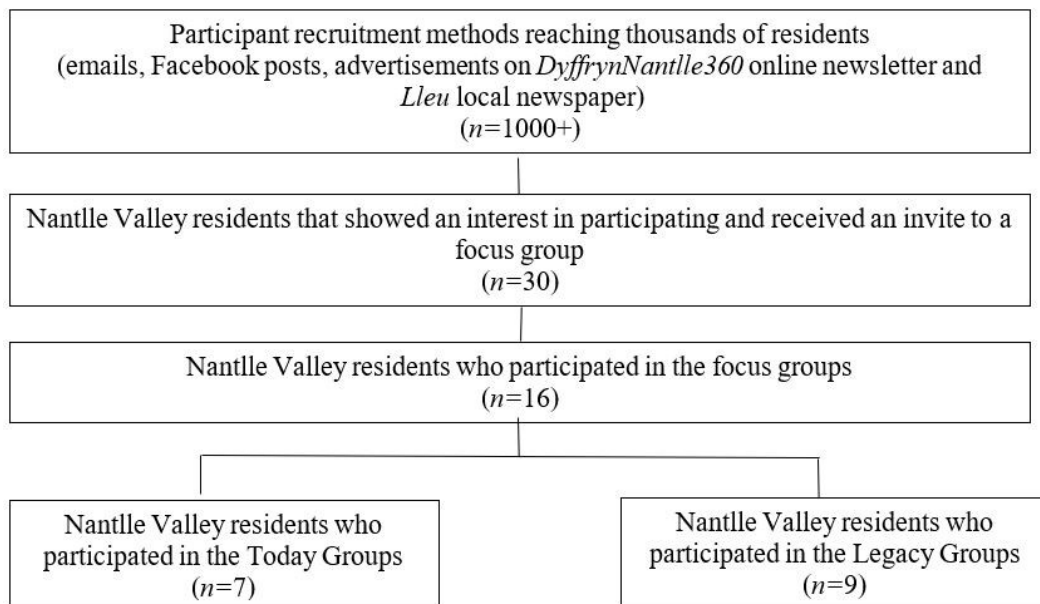 Participant recruitment methods reaching thousands of residents
(emails, Facebook posts, advertisements on DyffrynNantlle360 online newsletter and
Lleu local newspaper)
(n=1000+)
Nantlle Valley residents that showed an interest in participating and received an invite to a
focus group
(n=30)
Nantlle Valley residents who participated in the focus groups
(n=16)
Nantlle Valley residents who
participated in the Today Groups
(n=7)
Nantlle Valley residents who
participated in the Legacy Groups
(n=9)